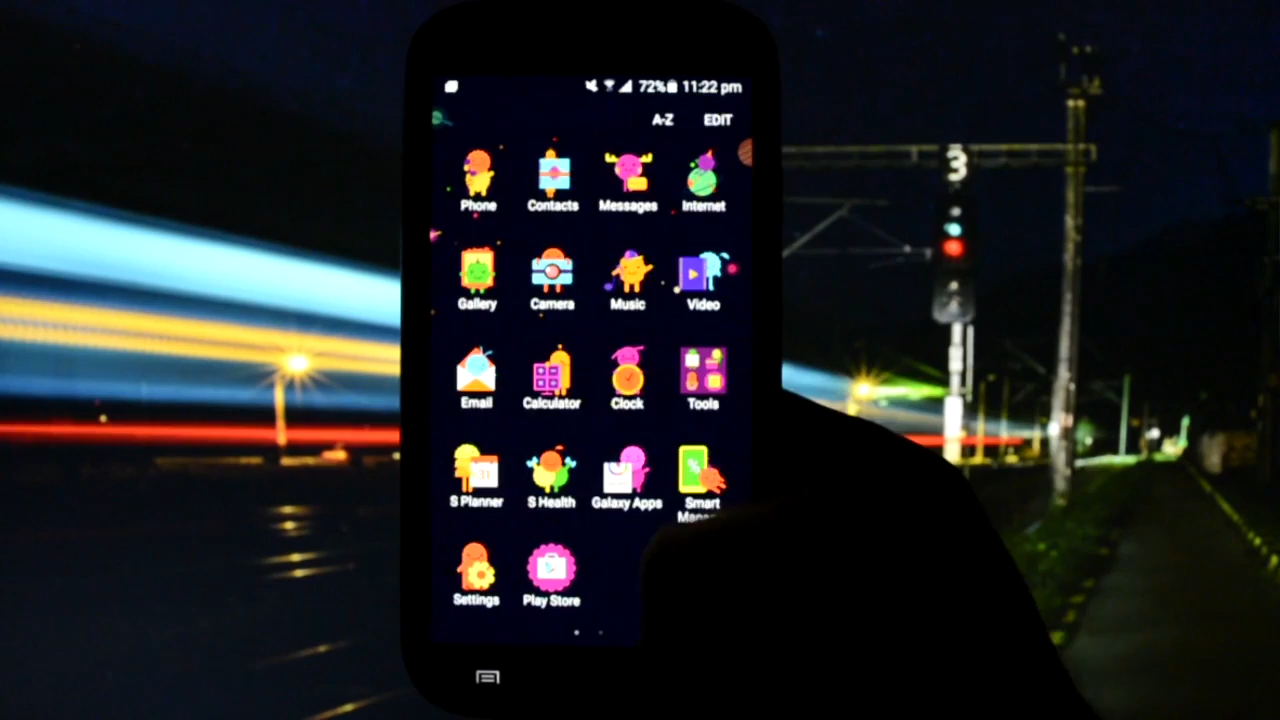 72% 11:22 pm
A-Z EDIT
Phone Contacts Messages Internet
Gallery Camera Music Video
Email Calculator Clock Tools
31
S Planner S Health Galaxy Apps Smart
Settings Play Store
3